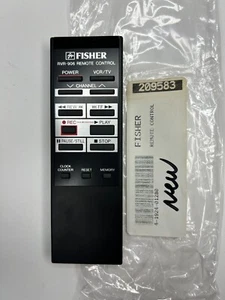 FISHER
RVR-906 REMOTE CONTROL
POWER
VCR/TV
CHANNEL
REW
FF
REC
PLAY
PAUSE/STILL
STOP
CLOCK
COUNTER
RESET
MEMORY
209583
FISHER
REMOTE CONTROL
New